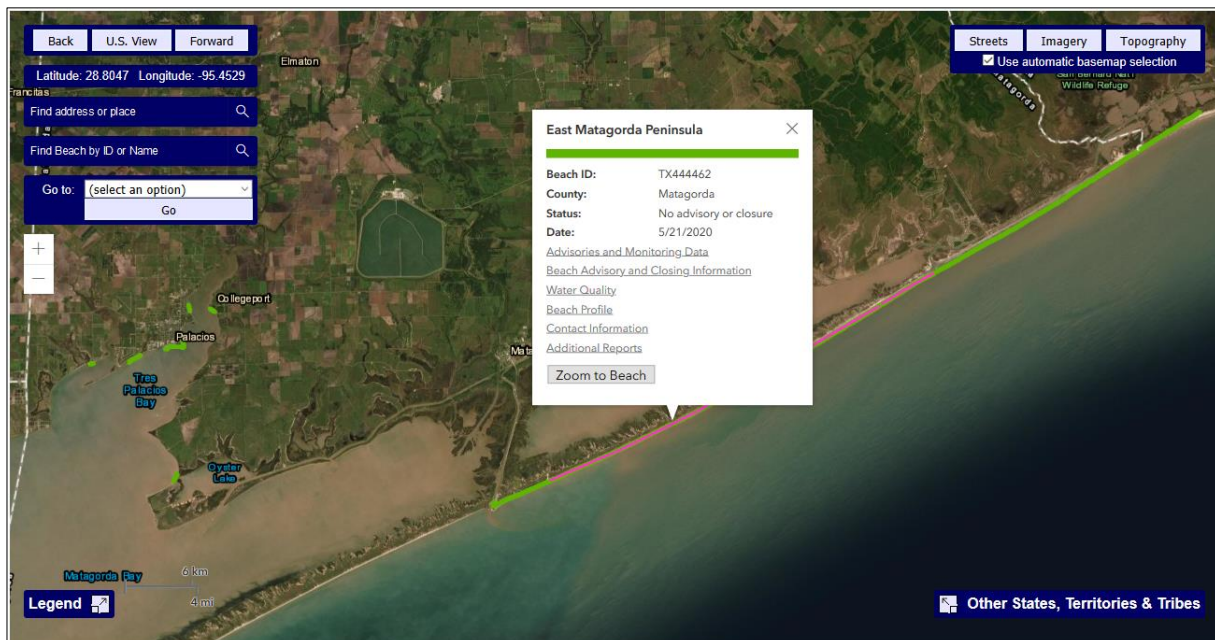 Back U.S. View Forward
Latitude: 28.8047 Longitude: -95.4529
Find address or place
Find Beach by ID or Name
Go to: (select an option)
Go
+
−
Streets Imagery Topography
Use automatic basemap selection
Elmaton
Francitas
Wildlife Refuge
Matagorda
East Matagorda Peninsula
Beach ID: TX444462
County: Matagorda
Status: No advisory or closure
Date: 5/21/2020
Advisories and Monitoring Data
Beach Advisory and Closing Information
Water Quality
Beach Profile
Contact Information
Additional Reports
Zoom to Beach
Collegeport
Palacios
Tres
Palacios
Bay
Oyster
Lake
Matagorda Bay
6 km
4 mi
Legend
Other States, Territories & Tribes